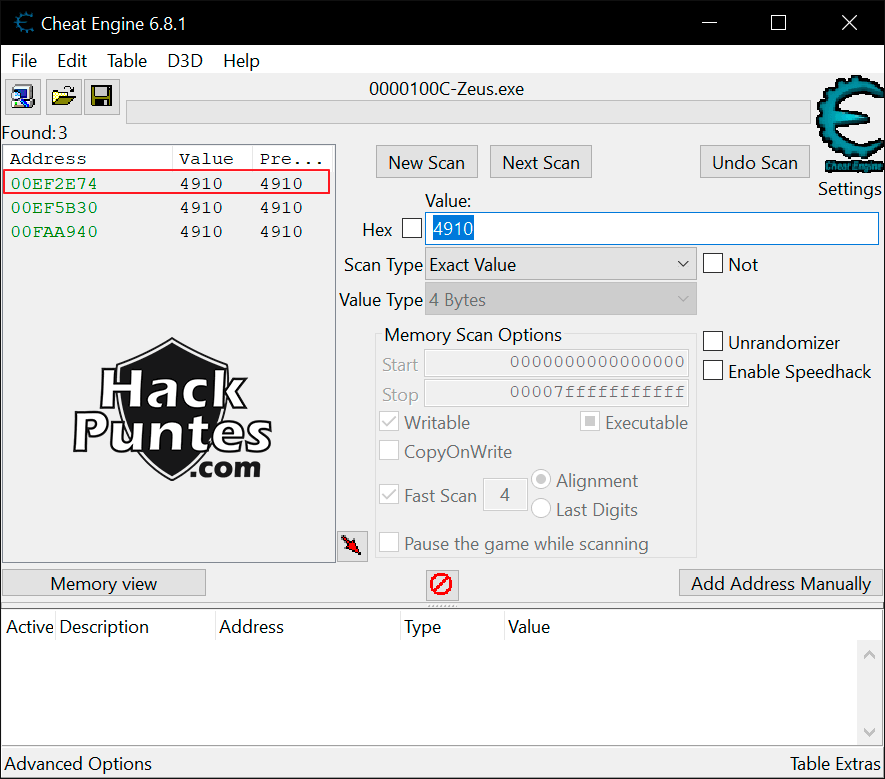 Cheat Engine 6.8.1
File Edit Table D3D Help
0000100C-Zeus.exe
Found: 3
Address Value Pre...
00EF2E74 4910 4910
00EF5B30 4910 4910
00FAA940 4910 4910
Hack
Puntes
.com
New Scan Next Scan Undo Scan
Cheat Engine
Settings
Value:
Hex 4910
Scan Type Exact Value Not
Value Type 4 Bytes
Memory Scan Options
Start 0000000000000000
Stop 00007fffffffffff
Unrandomizer
Enable Speedhack
Writable Executable
CopyOnWrite
Fast Scan 4 Alignment
Last Digits
Pause the game while scanning
Memory view Add Address Manually
Active Description Address Type Value
Advanced Options Table Extras